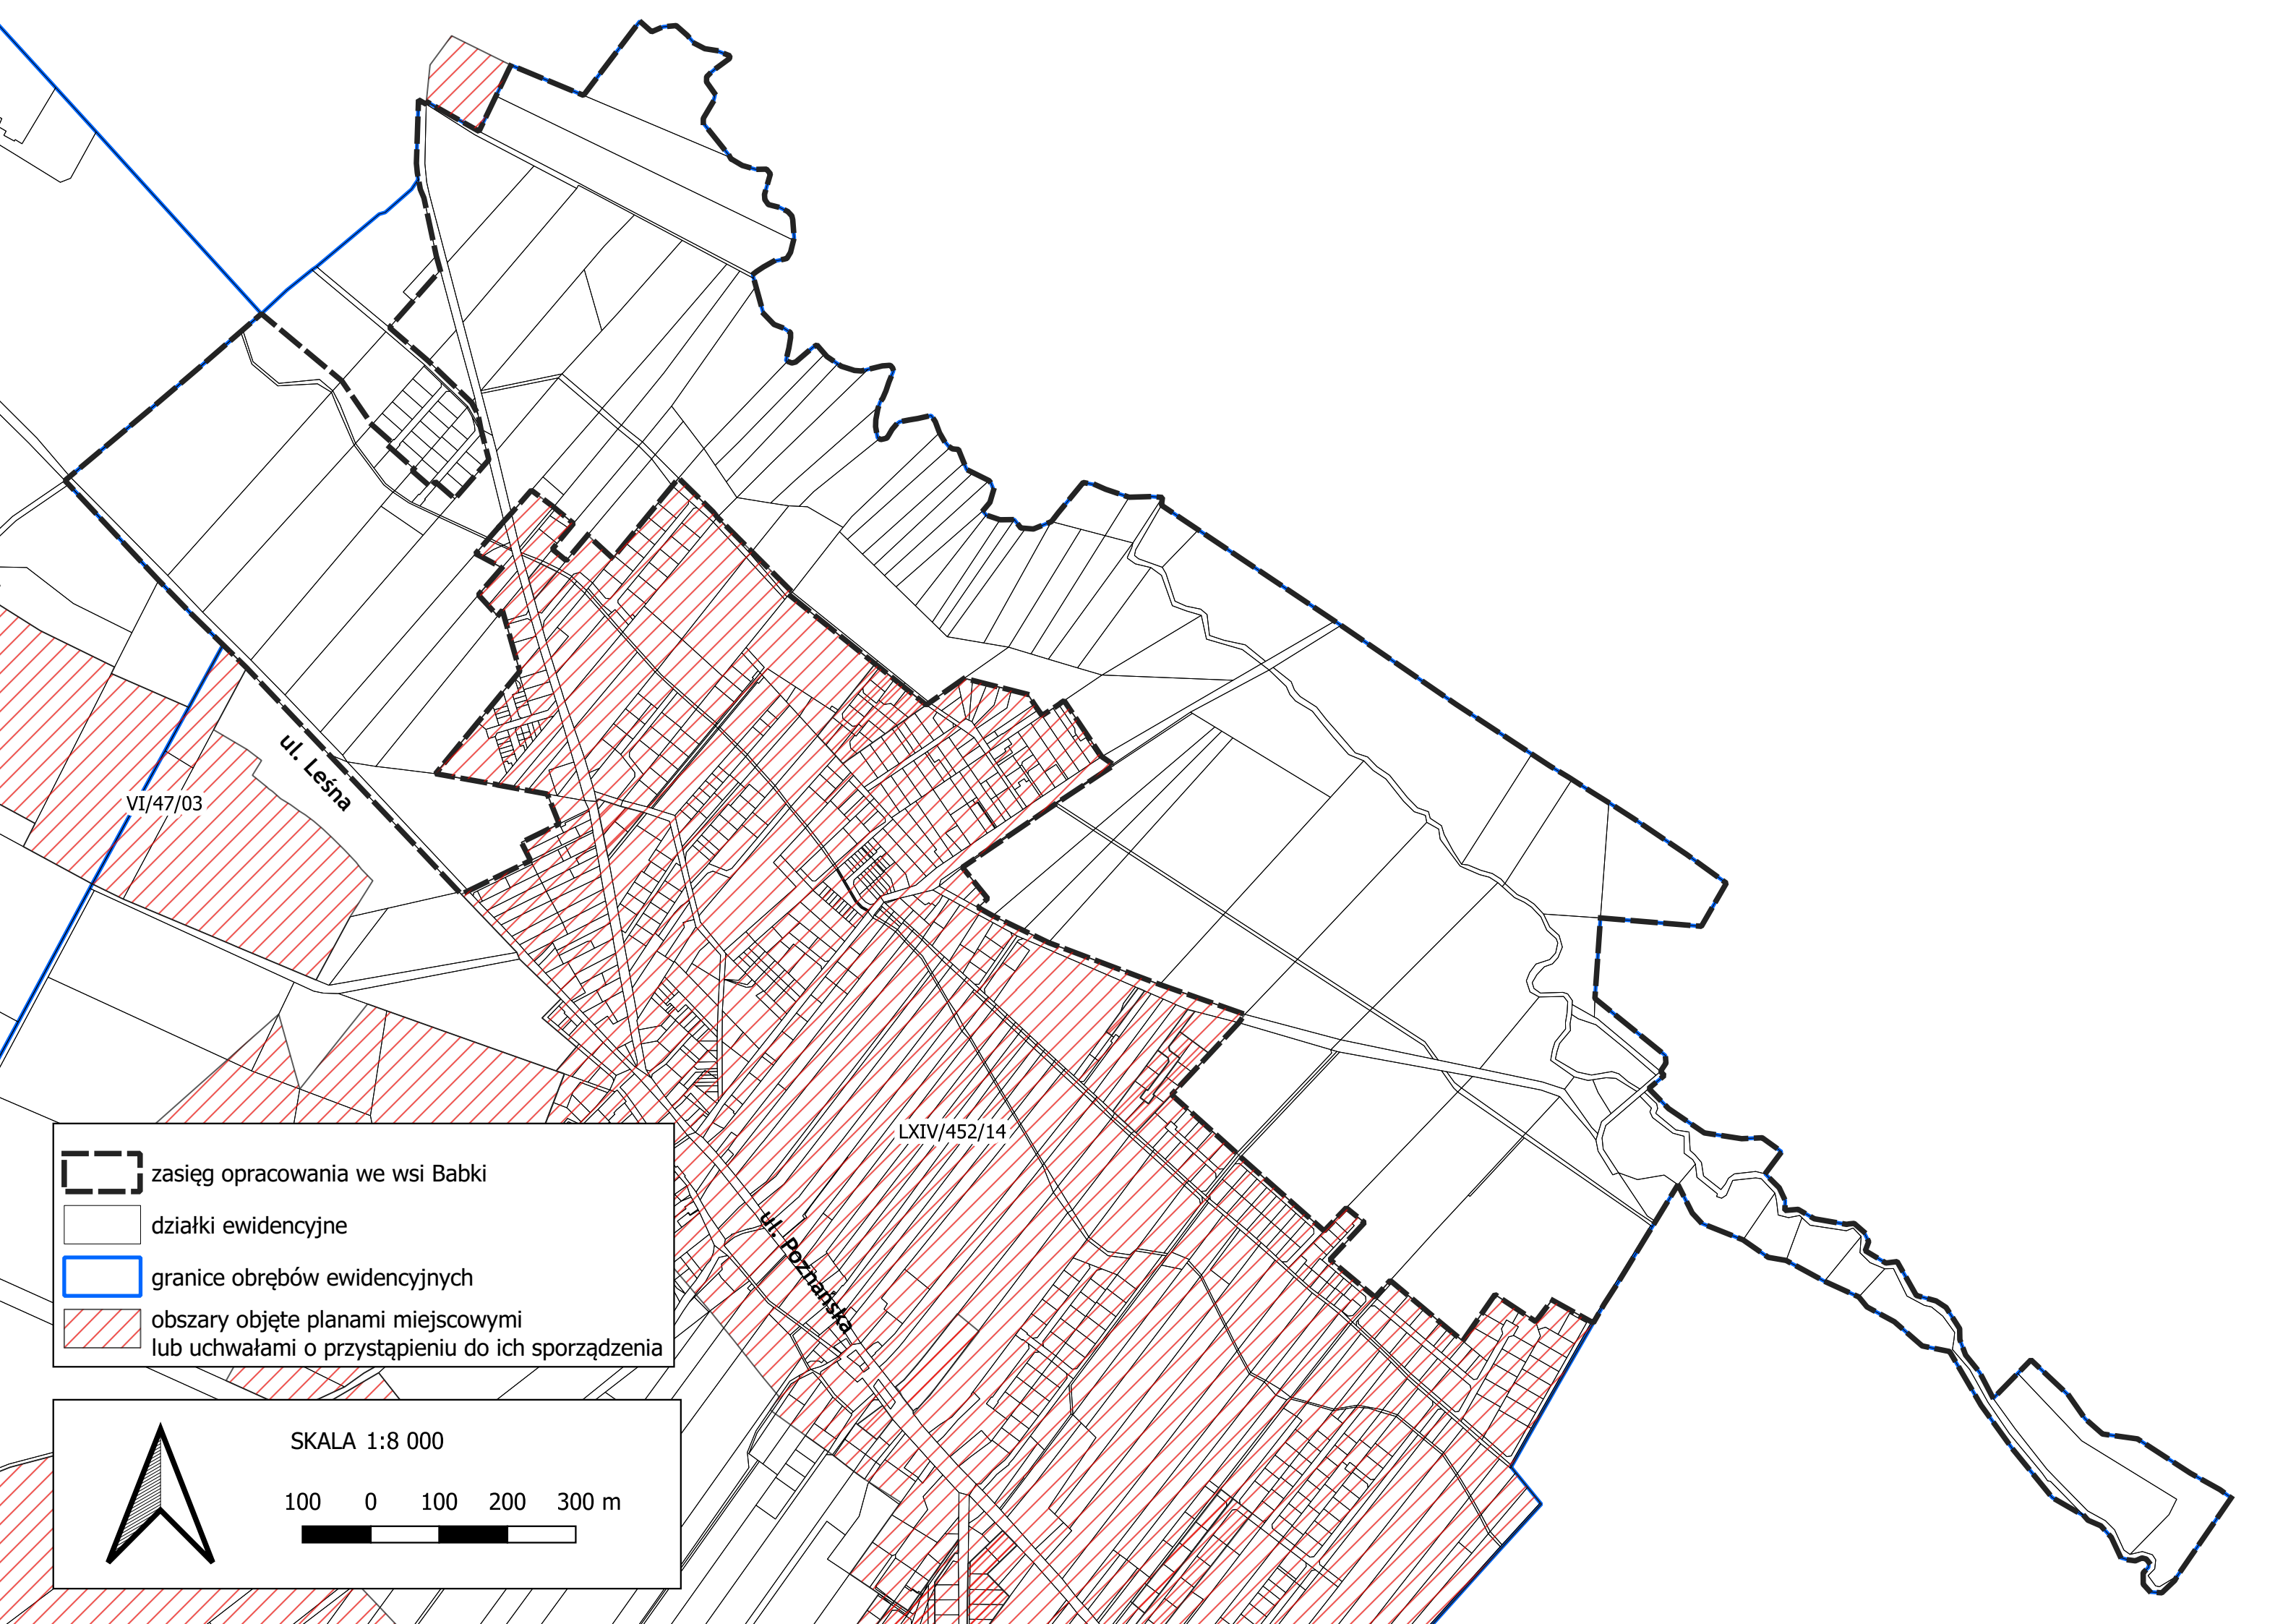 ul. Leśna
VI/47/03
LXIV/452/14
ul. Poznańska
zasięg opracowania we wsi Babki
działki ewidencyjne
granice obrębów ewidencyjnych
obszary objęte planami miejscowymi
lub uchwałami o przystąpieniu do ich sporządzenia
SKALA 1:8 000
100 0 100 200 300 m